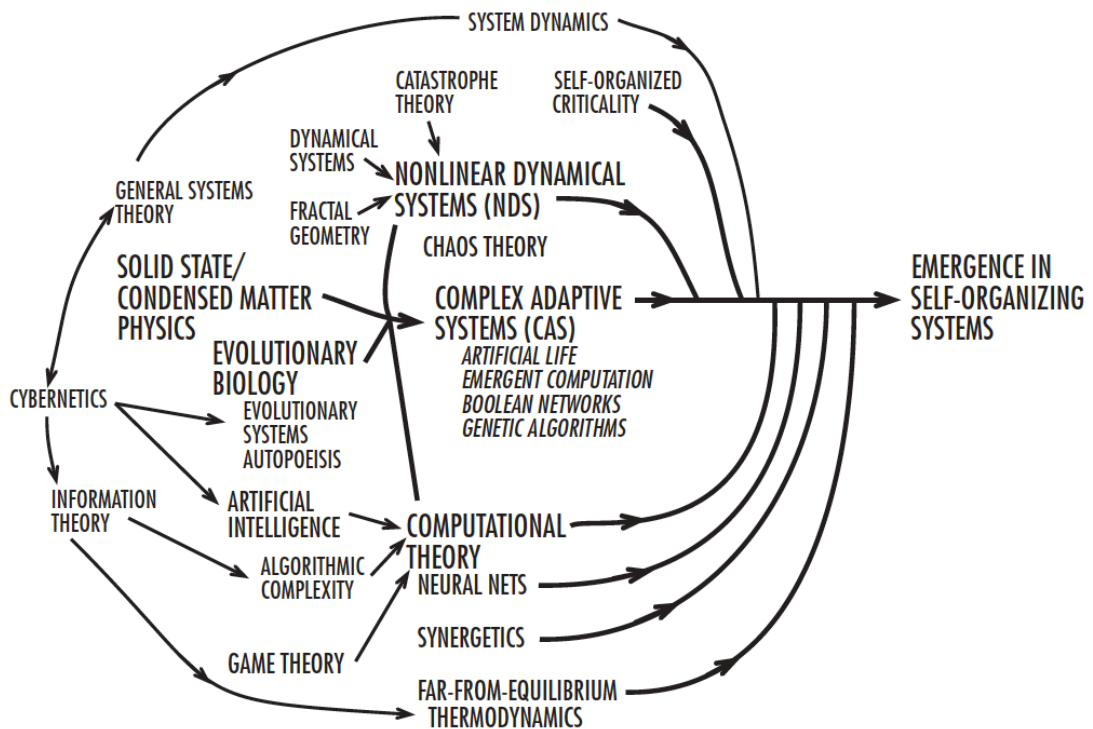 SYSTEM DYNAMICS
CATASTROPHE
THEORY
SELF-ORGANIZED
CRITICALITY
DYNAMICAL
SYSTEMS
NONLINEAR DYNAMICAL
SYSTEMS (NDS)
GENERAL SYSTEMS
THEORY
FRACTAL
GEOMETRY
CHAOS THEORY
SOLID STATE/
CONDENSED MATTER
PHYSICS
COMPLEX ADAPTIVE
SYSTEMS (CAS)
ARTIFICIAL LIFE
EMERGENT COMPUTATION
BOOLEAN NETWORKS
GENETIC ALGORITHMS
EMERGENCE IN
SELF-ORGANIZING
SYSTEMS
EVOLUTIONARY
BIOLOGY
EVOLUTIONARY
SYSTEMS
AUTOPOEISIS
CYBERNETICS
INFORMATION
THEORY
ARTIFICIAL
INTELLIGENCE
COMPUTATIONAL
THEORY
ALGORITHMIC
COMPLEXITY
NEURAL NETS
SYNERGETICS
GAME THEORY
FAR-FROM-EQUILIBRIUM
THERMODYNAMICS